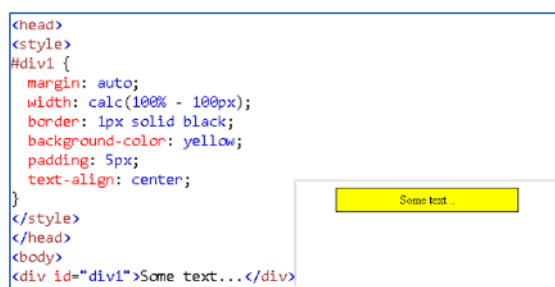 <head>
<style>
#div1 {
  margin: auto;
  width: calc(100% - 100px);
  border: 1px solid black;
  background-color: yellow;
  padding: 5px;
  text-align: center;
}
</style>
</head>
<body>
<div id="div1">Some text...</div>
Some text...